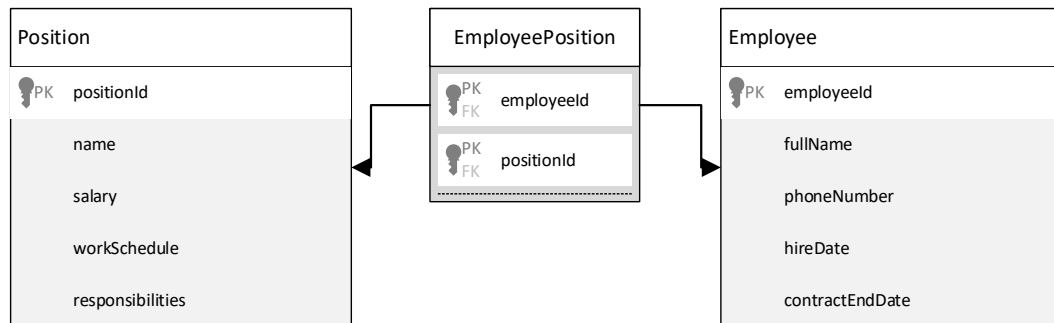 Position
PK positionId
name
salary
workSchedule
responsibilities
EmployeePosition
PK
FK employeeId
PK
FK positionId
Employee
PK employeeId
fullName
phoneNumber
hireDate
contractEndDate